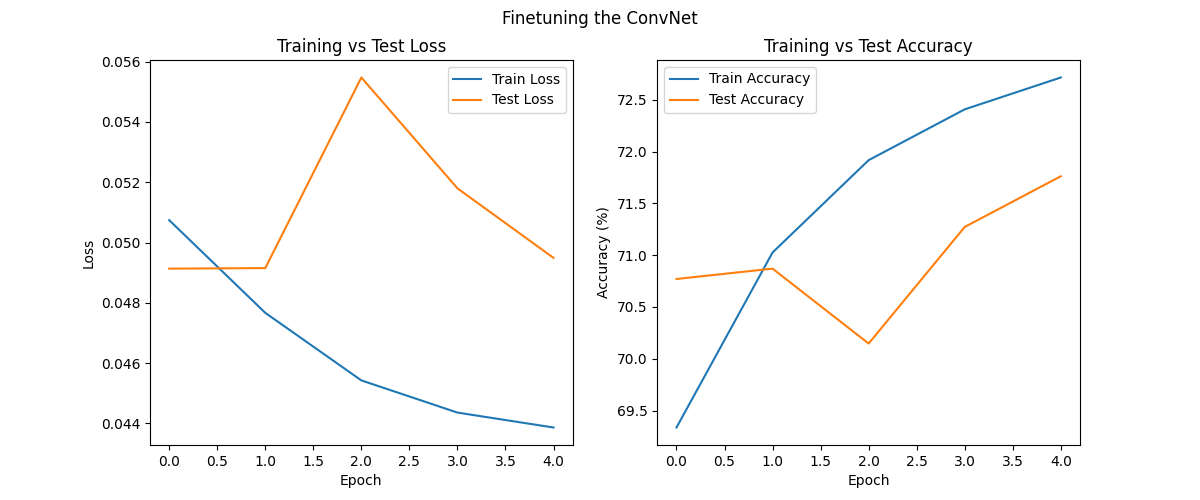 Finetuning the ConvNet
Training vs Test Loss
Train Loss
Test Loss
0.056
0.054
0.052
0.050
0.048
0.046
0.044
Loss
0.0 0.5 1.0 1.5 2.0 2.5 3.0 3.5 4.0
Epoch
Training vs Test Accuracy
Train Accuracy
Test Accuracy
72.5
72.0
71.5
71.0
70.5
70.0
69.5
Accuracy (%)
0.0 0.5 1.0 1.5 2.0 2.5 3.0 3.5 4.0
Epoch